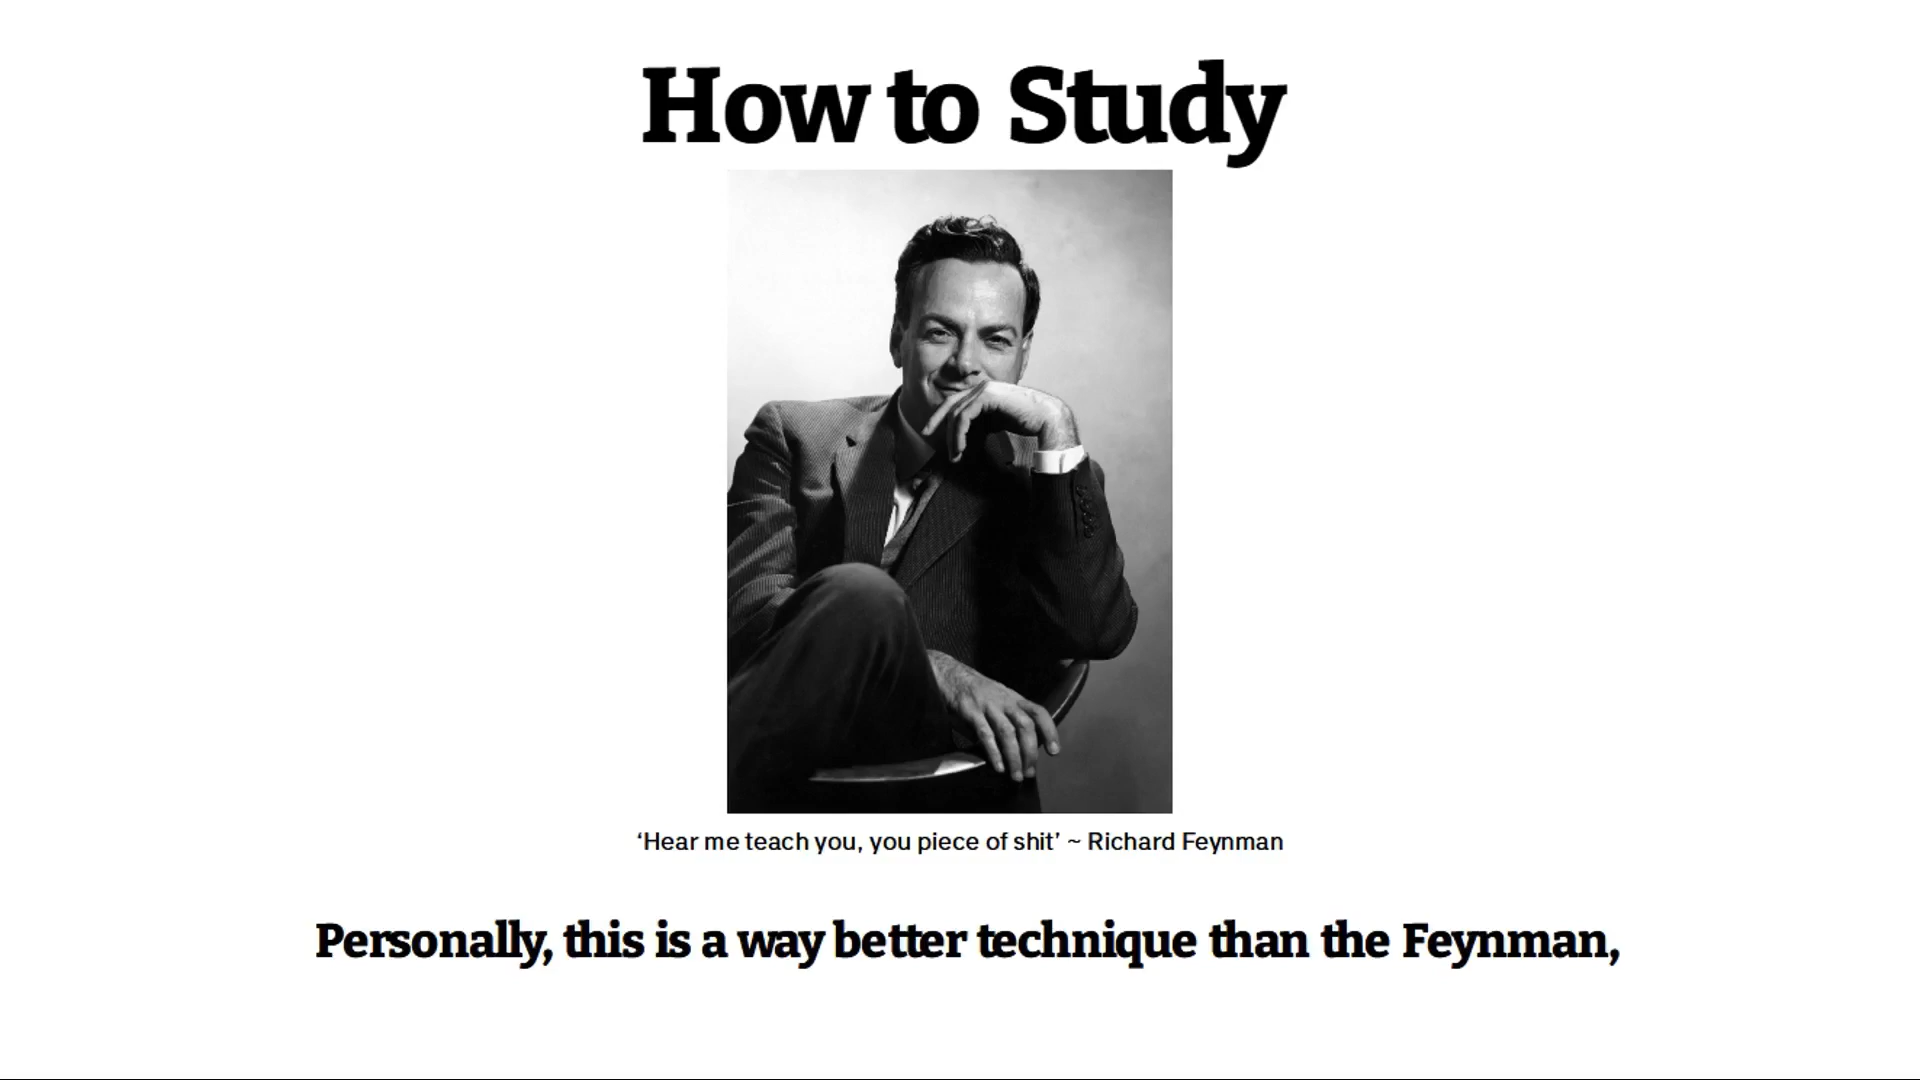 How to Study
‘Hear me teach you, you piece of shit’ ~ Richard Feynman
Personally, this is a way better technique than the Feynman,